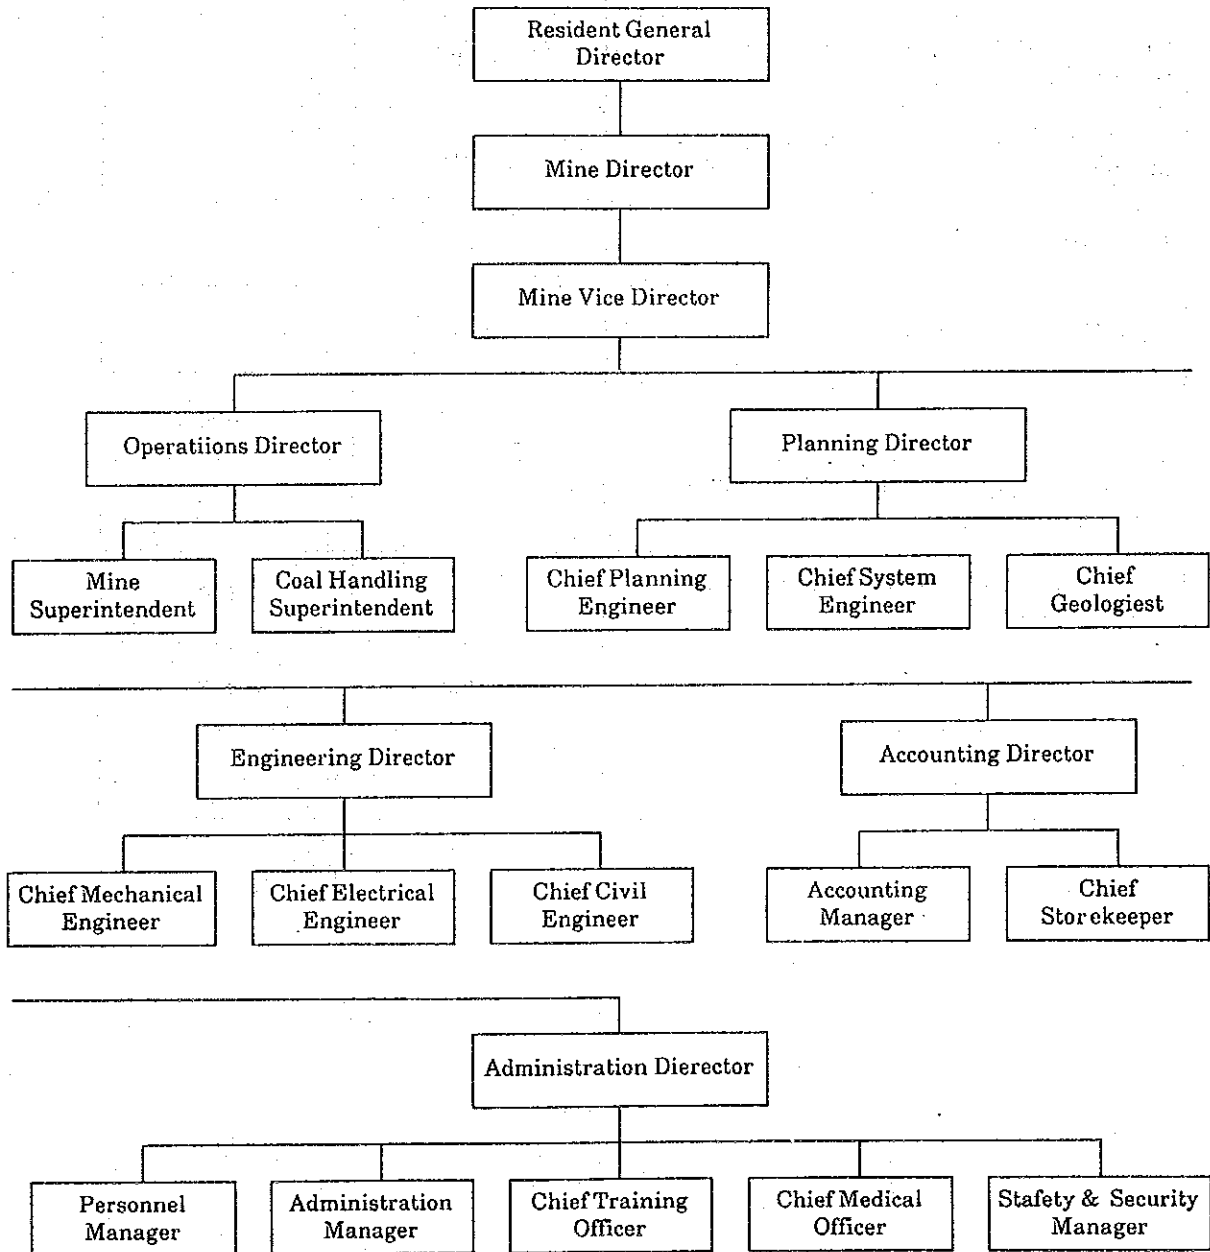 Resident General
Director
Mine Director
Mine Vice Director
Operatiions Director
Planning Director
Mine
Superintendent
Coal Handling
Superintendent
Chief Planning
Engineer
Chief System
Engineer
Chief
Geologiest
Engineering Director
Accounting Director
Chief Mechanical
Engineer
Chief Electrical
Engineer
Chief Civil
Engineer
Accounting
Manager
Chief
Storekeeper
Administration Dierector
Personnel
Manager
Administration
Manager
Chief Training
Officer
Chief Medical
Officer
Stafety & Security
Manager